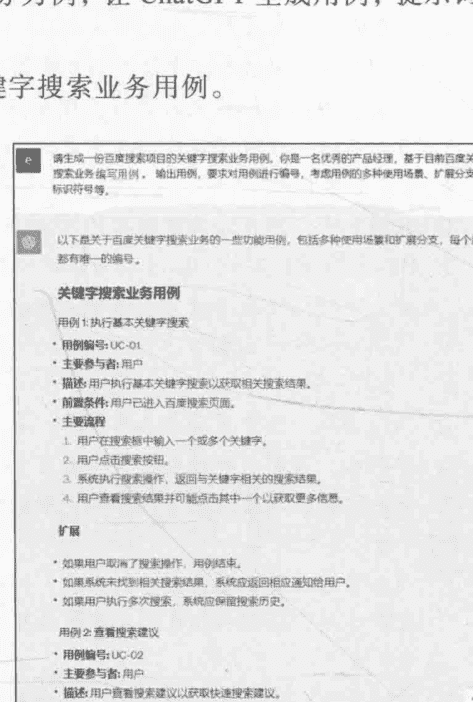 务为例，让 ChatGPT 生成用例，提示词
键字搜索业务用例。
e 请生成一份百度搜索项目的关键字搜索业务用例。你是一名优秀的产品经理，基于目前百度关
搜索业务编写用例。 输出用例，要求对用例进行编号，考虑用例的多种使用场景、扩展分支
标识符号等。
以下是关于百度关键字搜索业务的一些功能用例，包括多种使用场景和扩展分支，每个
都有唯一的编号。
关键字搜索业务用例
用例 1: 执行基本关键字搜索
• 用例编号: UC-01
• 主要参与者: 用户
• 描述: 用户执行基本关键字搜索以获取相关搜索结果。
• 前置条件: 用户已进入百度搜索页面。
• 主要流程
1. 用户在搜索框中输入一个或多个关键字。
2. 用户点击搜索按钮。
3. 系统执行搜索操作，返回与关键字相关的搜索结果。
4. 用户查看搜索结果并可能点击其中一个以获取更多信息。
扩展
• 如果用户取消了搜索操作，用例结束。
• 如果系统未找到相关搜索结果，系统应返回相应通知给用户。
• 如果用户执行多次搜索，系统应保留搜索历史。
用例 2: 查看搜索建议
• 用例编号: UC-02
• 主要参与者: 用户
• 描述: 用户查看搜索建议以获取快速搜索建议。